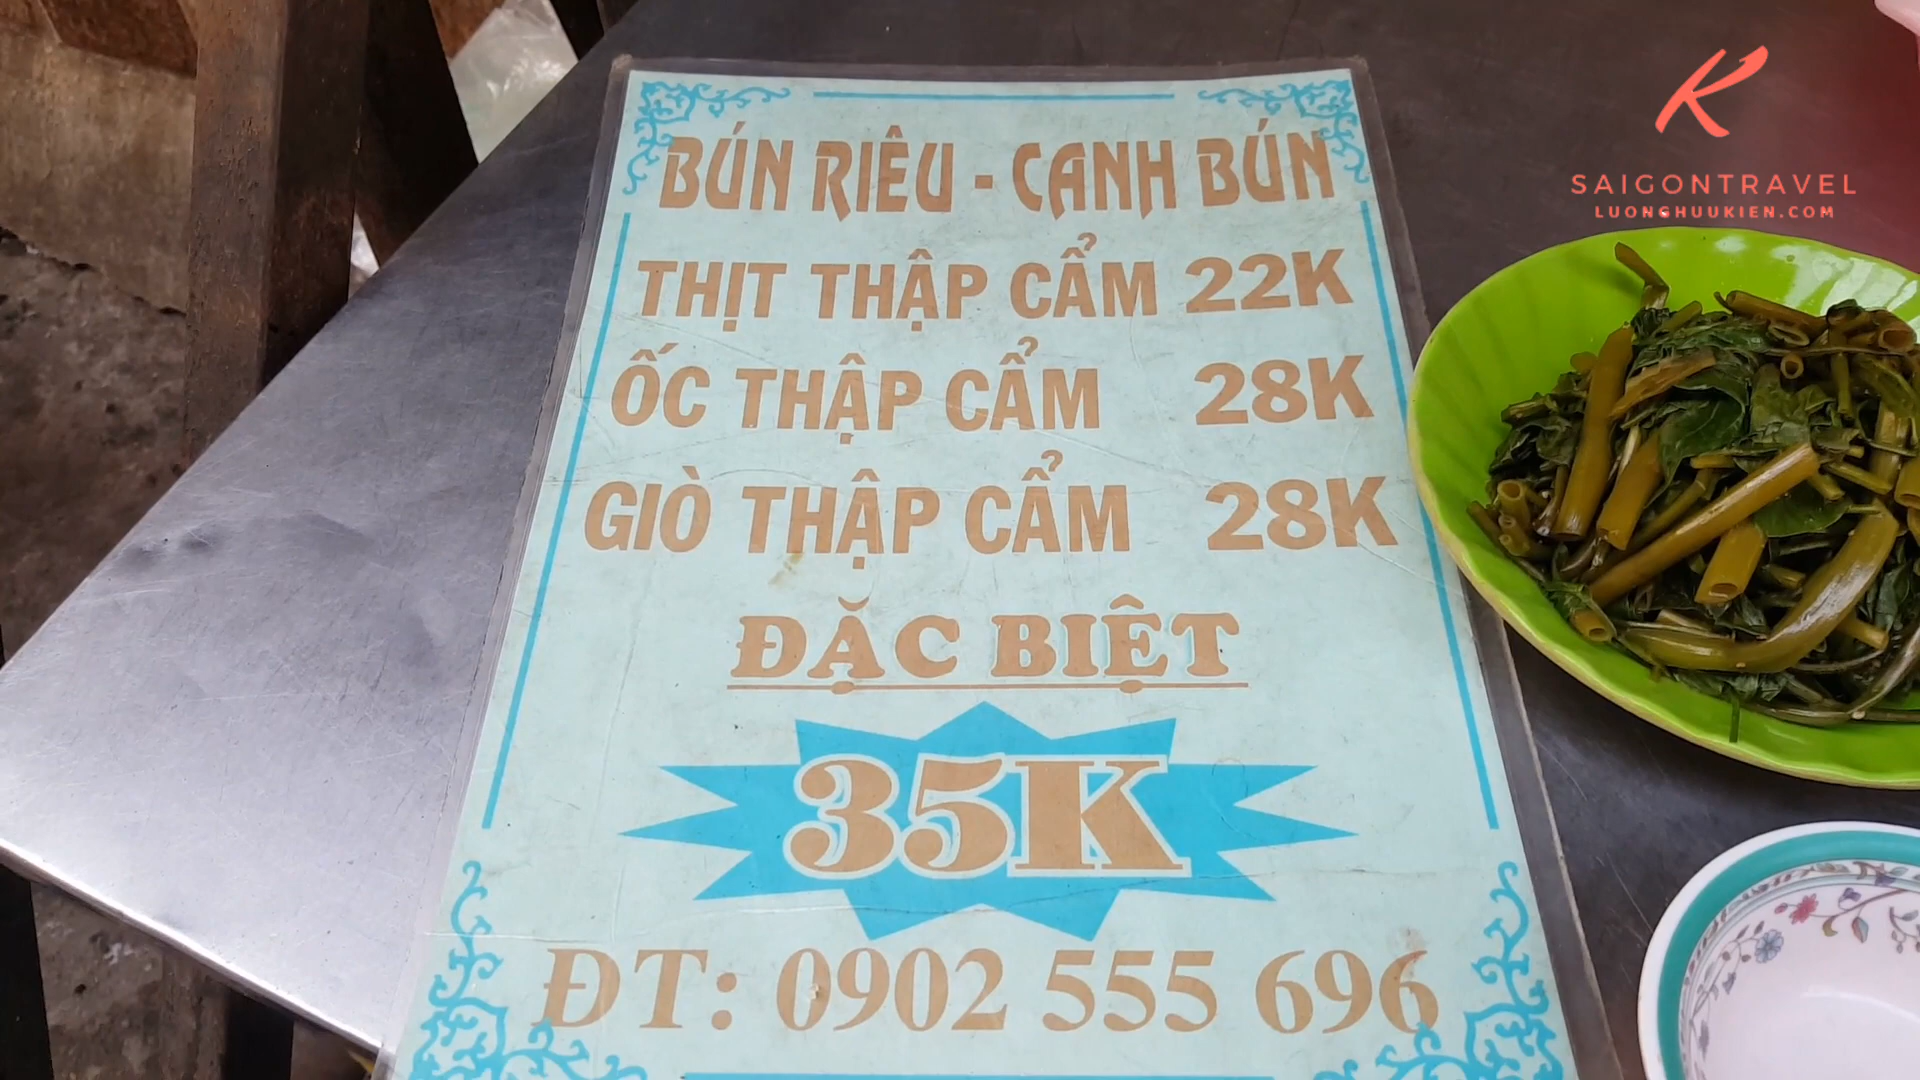 BÚN RIÊU - CANH BÚN
THỊT THẬP CẨM 22K
ỐC THẬP CẨM 28K
GIÒ THẬP CẨM 28K
ĐẶC BIỆT
35K
ĐT: 0902 555 696
K
SAIGONTRAVEL
LUONGHUUKIEN.COM